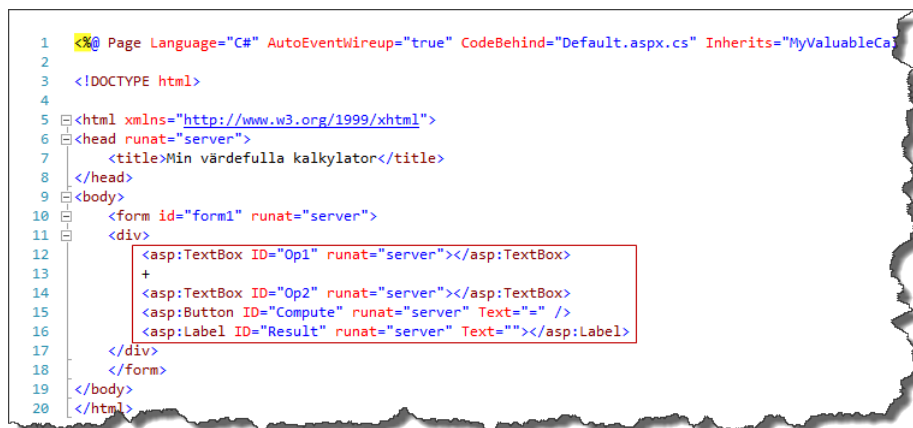 1 <%@ Page Language="C#" AutoEventWireup="true" CodeBehind="Default.aspx.cs" Inherits="MyValuableCal
2
3 <!DOCTYPE html>
4
5 <html xmlns="http://www.w3.org/1999/xhtml">
6 <head runat="server">
7 <title>Min värdefulla kalkylator</title>
8 </head>
9 <body>
10 <form id="form1" runat="server">
11 <div>
12 <asp:TextBox ID="Op1" runat="server"></asp:TextBox>
13 +
14 <asp:TextBox ID="Op2" runat="server"></asp:TextBox>
15 <asp:Button ID="Compute" runat="server" Text="=" />
16 <asp:Label ID="Result" runat="server" Text=""></asp:Label>
17 </div>
18 </form>
19 </body>
20 </html>